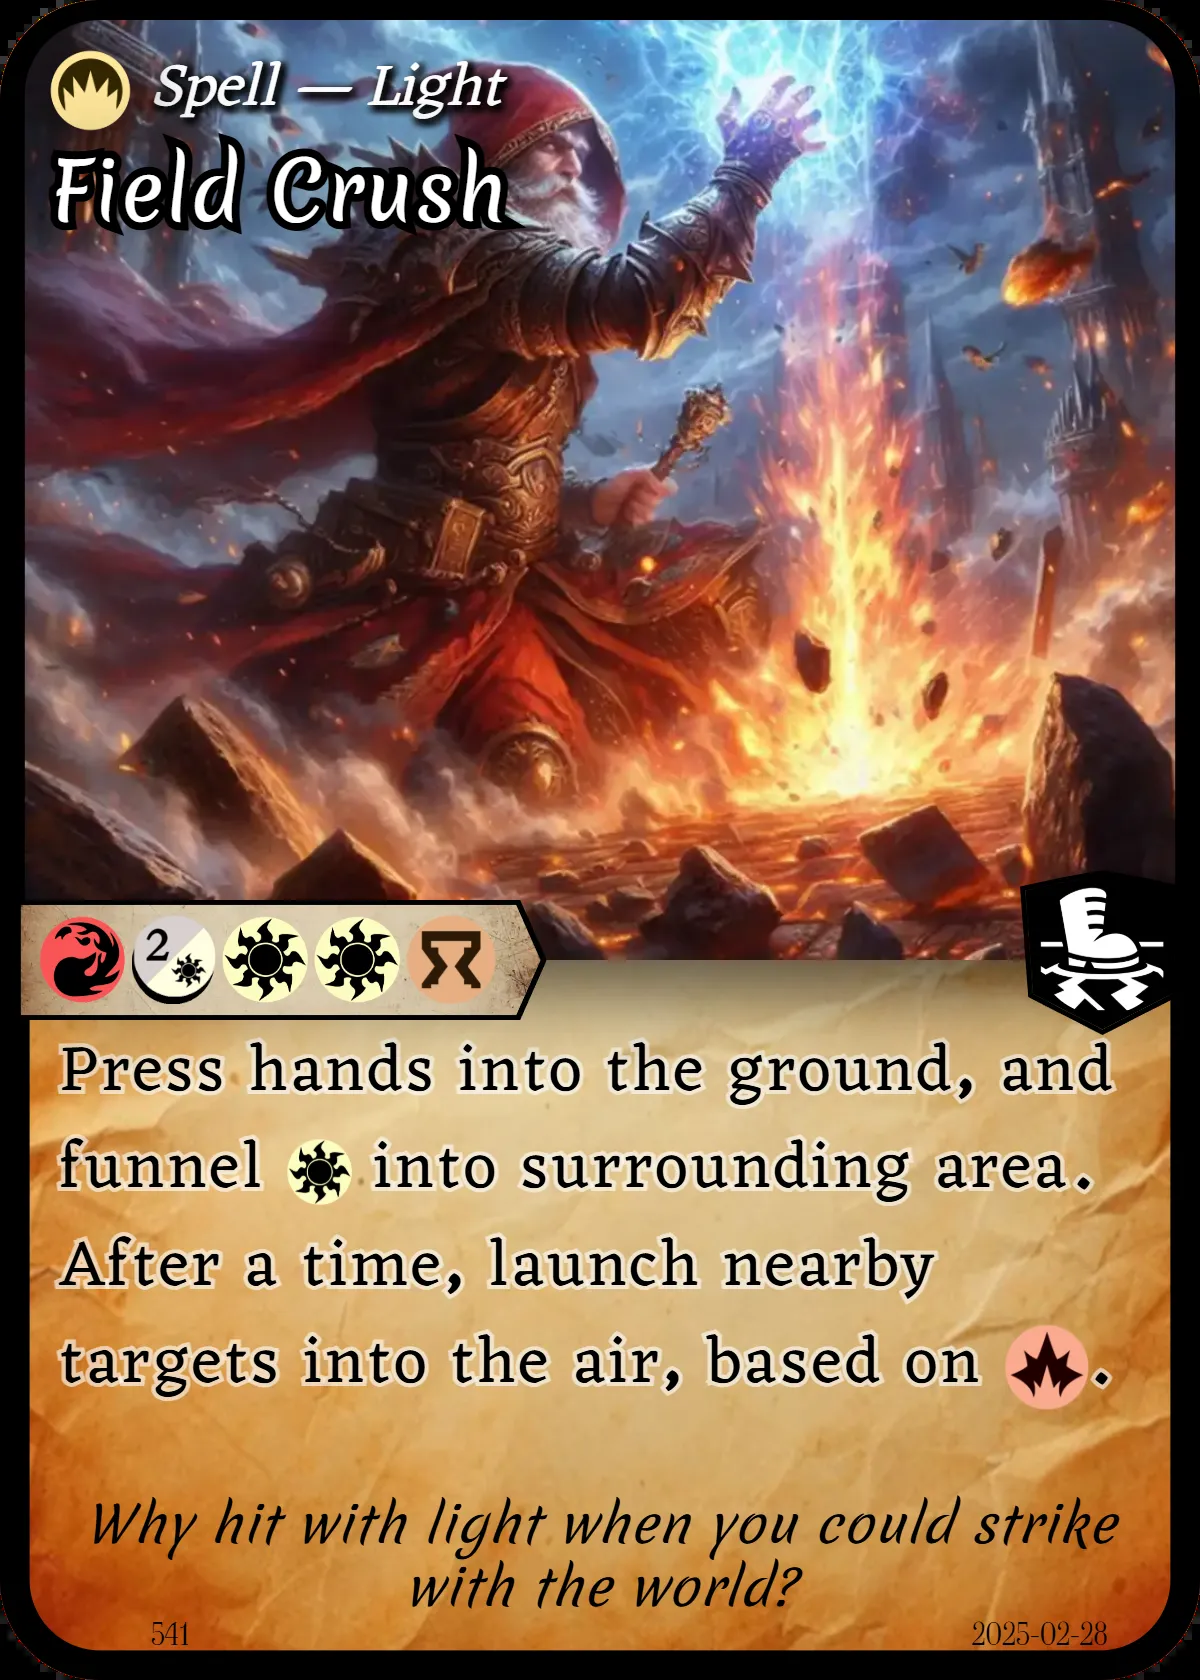 Spell — Light
Field Crush
2
Press hands into the ground, and
funnel into surrounding area.
After a time, launch nearby
targets into the air, based on .
Why hit with light when you could strike
with the world?
541
2025-02-28